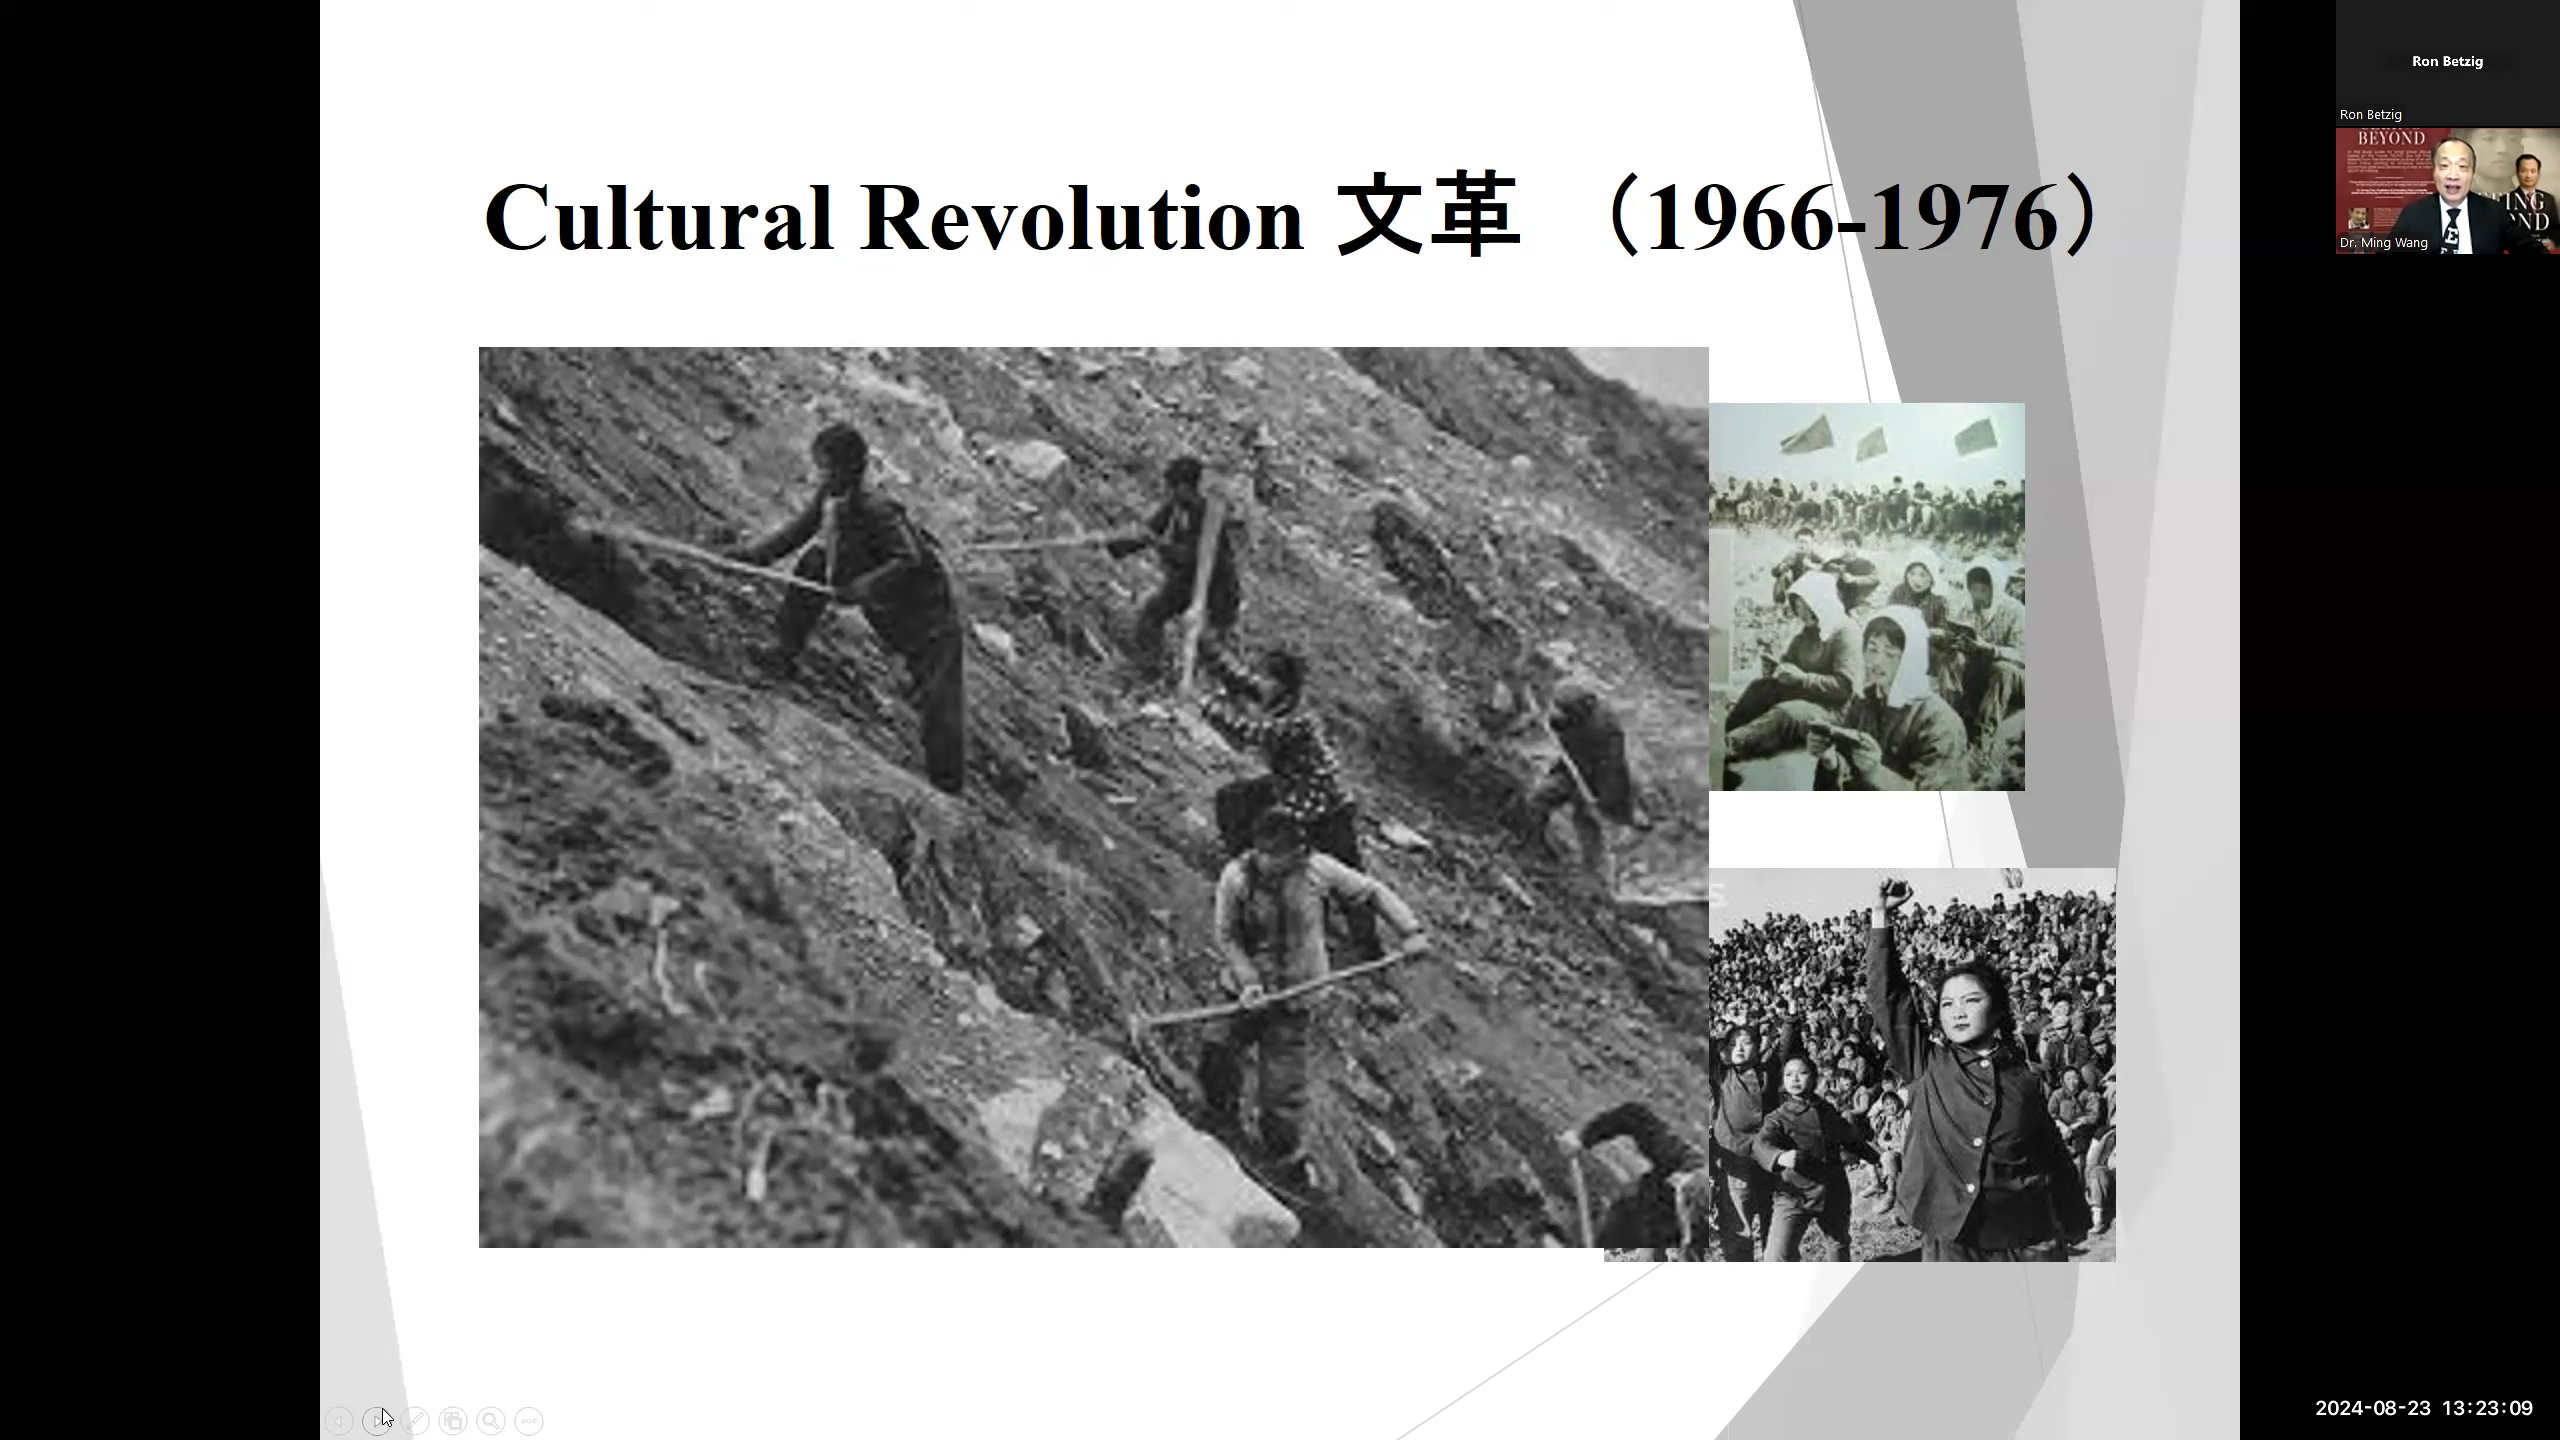 Cultural Revolution 文革 （1966-1976）
Ron Betzig
Ron Betzig
BEYOND
Dr. Ming Wang
2024-08-23 13:23:09